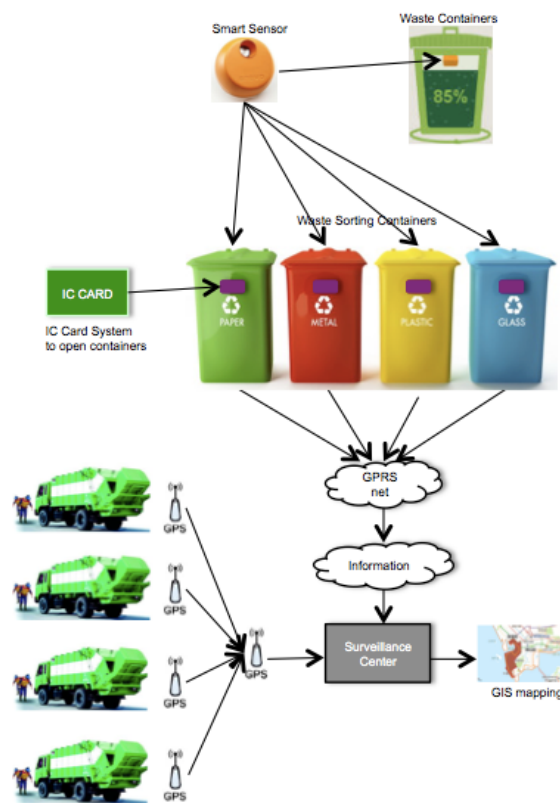 Smart Sensor
Waste Containers
85%
Waste Sorting Containers
IC CARD
PAPER
METAL
PLASTIC
GLASS
IC Card System
to open containers
GPRS
net
GPS
Information
GPS
Surveillance
Center
GPS
GIS mapping
GPS
GPS